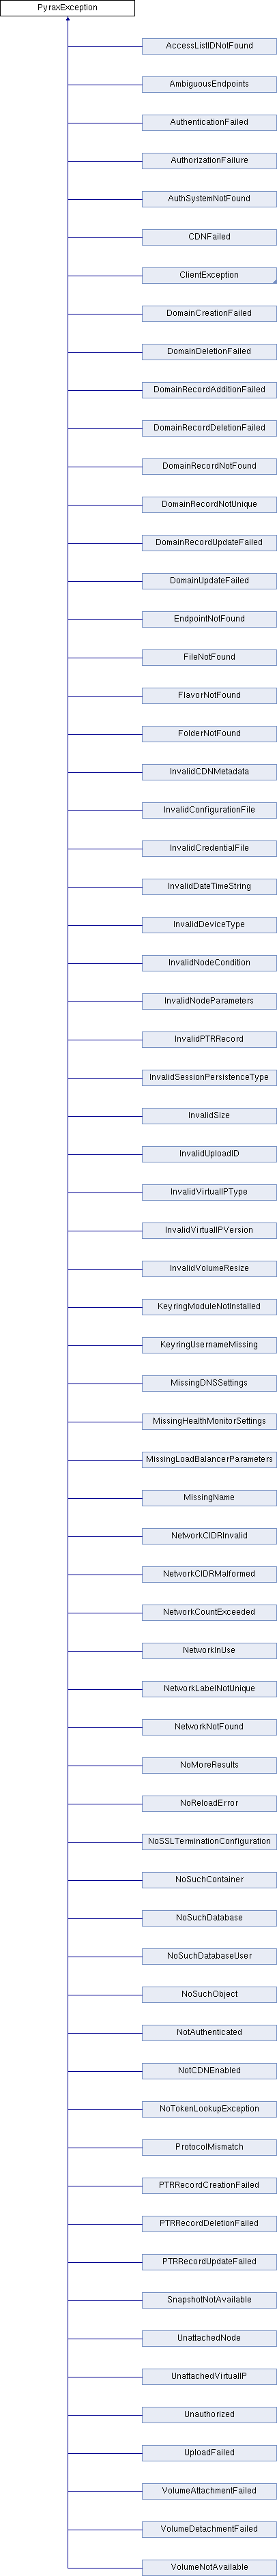 PyraxException
AccessListIDNotFound
AmbiguousEndpoints
AuthenticationFailed
AuthorizationFailure
AuthSystemNotFound
CDNFailed
ClientException
DomainCreationFailed
DomainDeletionFailed
DomainRecordAdditionFailed
DomainRecordDeletionFailed
DomainRecordNotFound
DomainRecordNotUnique
DomainRecordUpdateFailed
DomainUpdateFailed
EndpointNotFound
FileNotFound
FlavorNotFound
FolderNotFound
InvalidCDNMetadata
InvalidConfigurationFile
InvalidCredentialFile
InvalidDateTimeString
InvalidDeviceType
InvalidNodeCondition
InvalidNodeParameters
InvalidPTRRecord
InvalidSessionPersistenceType
InvalidSize
InvalidUploadID
InvalidVirtualIPType
InvalidVirtualIPVersion
InvalidVolumeResize
KeyringModuleNotInstalled
KeyringUsernameMissing
MissingDNSSettings
MissingHealthMonitorSettings
MissingLoadBalancerParameters
MissingName
NetworkCIDRInvalid
NetworkCIDRMalformed
NetworkCountExceeded
NetworkInUse
NetworkLabelNotUnique
NetworkNotFound
NoMoreResults
NoReloadError
NoSSLTerminationConfiguration
NoSuchContainer
NoSuchDatabase
NoSuchDatabaseUser
NoSuchObject
NotAuthenticated
NotCDNEnabled
NoTokenLookupException
ProtocolMismatch
PTRRecordCreationFailed
PTRRecordDeletionFailed
PTRRecordUpdateFailed
SnapshotNotAvailable
UnattachedNode
UnattachedVirtualIP
Unauthorized
UploadFailed
VolumeAttachmentFailed
VolumeDetachmentFailed
VolumeNotAvailable